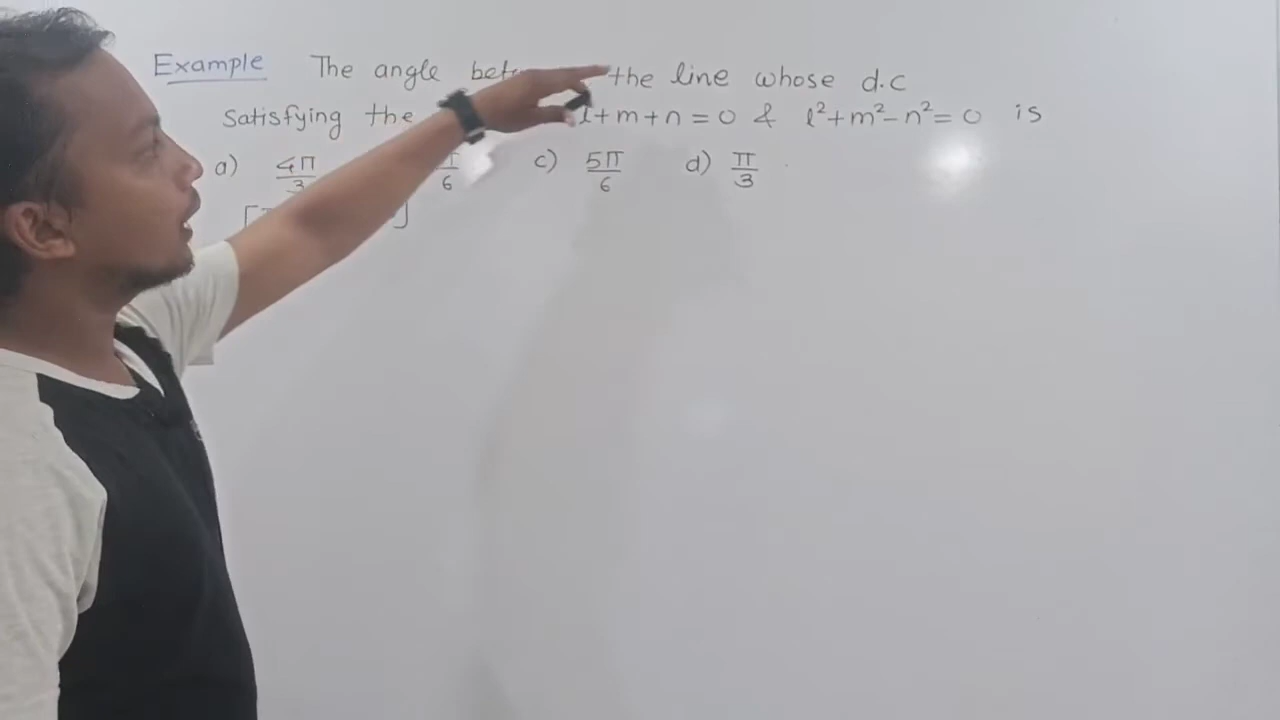 Example The angle the line whose d.c
Satisfying the l+m+n=0 & l²+m²-n²=0 is
a) 4π/3 π/6 c) 5π/6 d) π/3